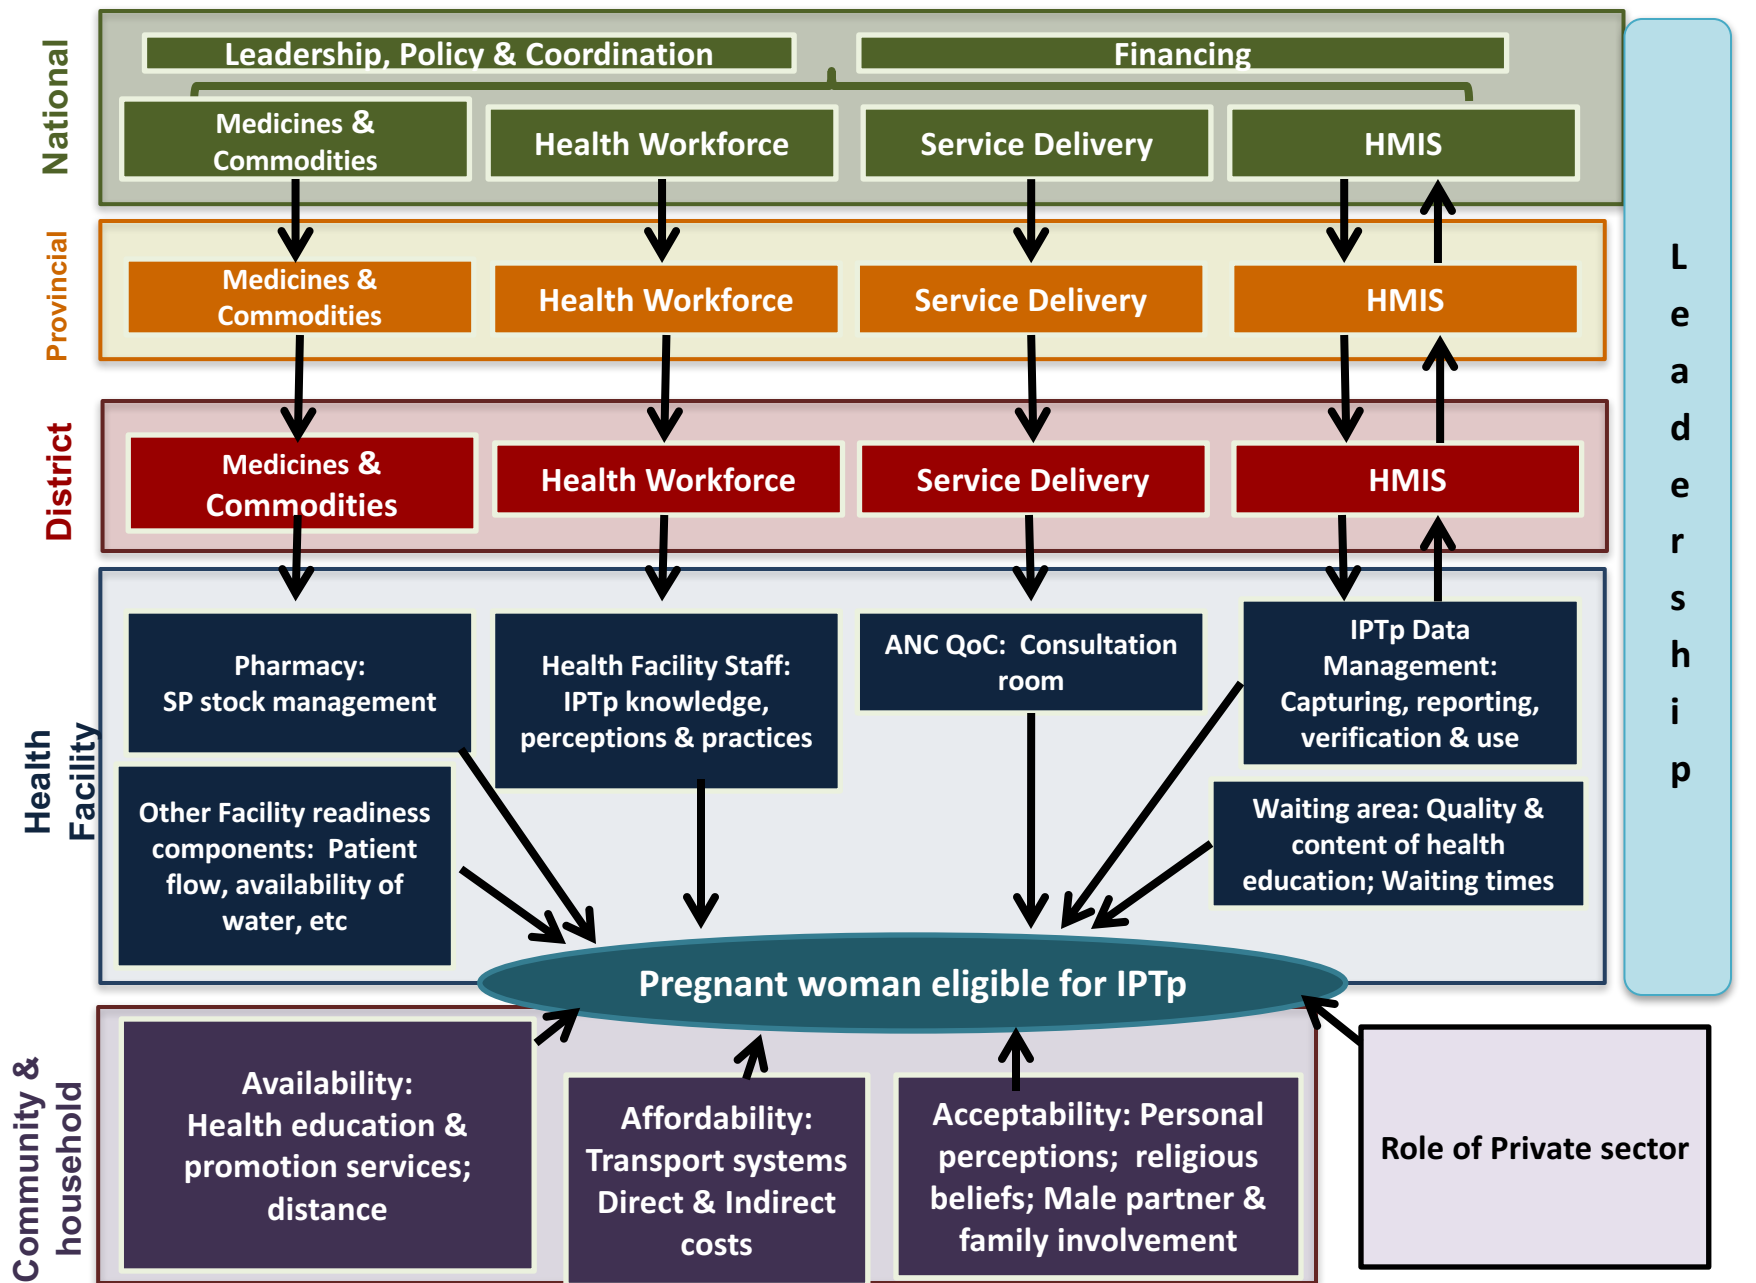 National
Leadership, Policy & Coordination
Financing
Medicines &
Commodities
Health Workforce
Service Delivery
HMIS
Provincial
Medicines &
Commodities
Health Workforce
Service Delivery
HMIS
District
Medicines &
Commodities
Health Workforce
Service Delivery
HMIS
Health
Facility
Pharmacy:
SP stock management
Health Facility Staff:
IPTp knowledge,
perceptions & practices
ANC QoC:  Consultation
room
IPTp Data
Management:
Capturing, reporting,
verification & use
Other Facility readiness
components:  Patient
flow, availability of
water, etc
Waiting area: Quality &
content of health
education; Waiting times
Pregnant woman eligible for IPTp
Community &
household
Availability:
Health education &
promotion services;
distance
Affordability:
Transport systems
Direct & Indirect
costs
Acceptability: Personal
perceptions;  religious
beliefs; Male partner &
family involvement
Role of Private sector
L
e
a
d
e
r
s
h
i
p